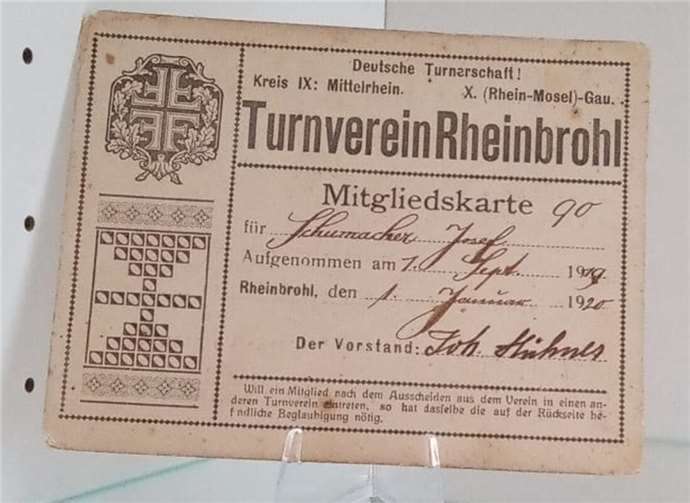 Deutsche Turnerschaft!
Kreis IX: Mittelrhein. X. (Rhein-Mosel)-Gau.
Turnverein Rheinbrohl
Mitgliedskarte 90
für Schumacher Josef
Aufgenommen am 1. Sept. 1919
Rheinbrohl, den 1. Januar 1920
Der Vorstand: Joh. Hühner
Will ein Mitglied nach dem Ausscheiden aus dem Verein in einen an-
deren Turnverein eintreten, so hat dasselbe die auf der Rückseite be-
findliche Beglaubigung nötig.